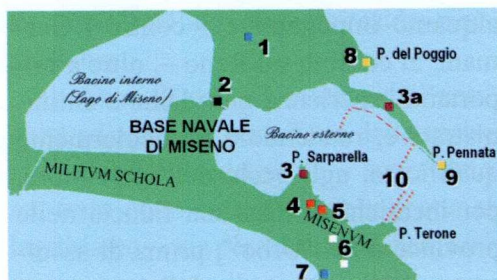 1
8
P. del Poggio
Bacino interno
(Lago di Miseno)
2
3a
BASE NAVALE
DI MISENO
Bacino esterno
MILITVM SCHOLA
P. Sarparella
3
P. Pennata
9
10
4
5
MISENVM
P. Terone
6
7